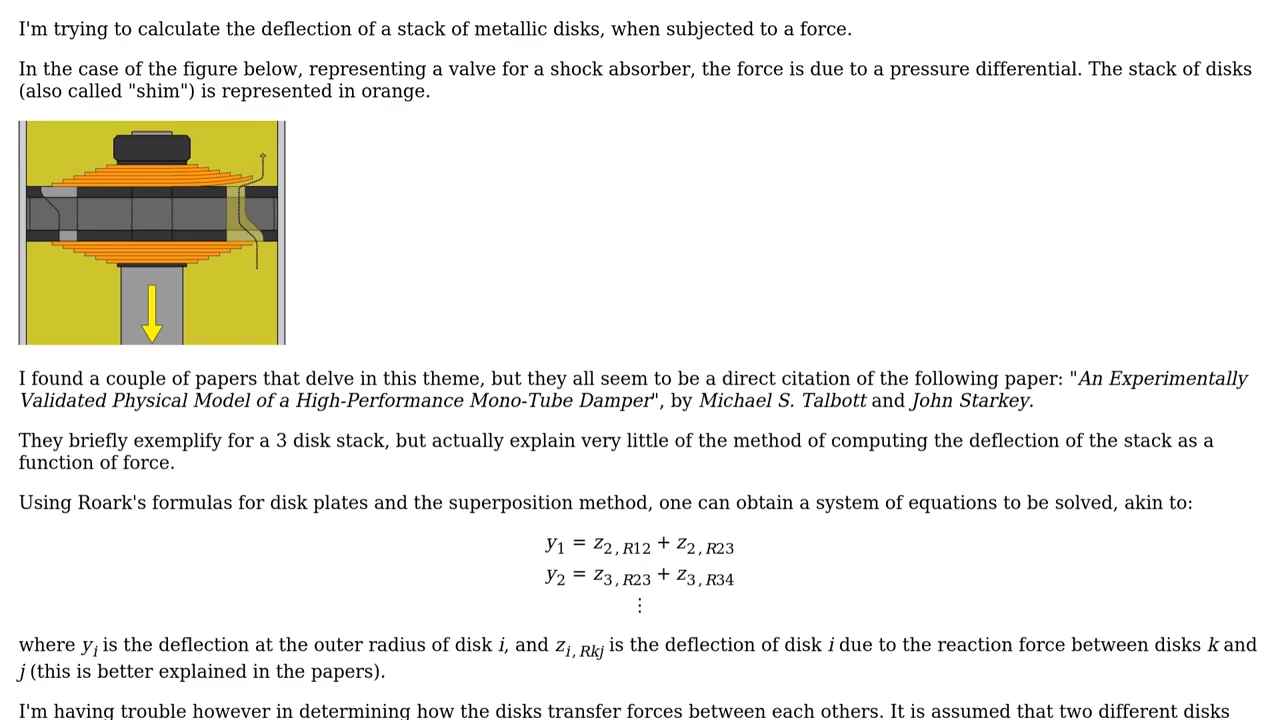 I'm trying to calculate the deflection of a stack of metallic disks, when subjected to a force.
In the case of the figure below, representing a valve for a shock absorber, the force is due to a pressure differential. The stack of disks
(also called "shim") is represented in orange.
I found a couple of papers that delve in this theme, but they all seem to be a direct citation of the following paper: "An Experimentally
Validated Physical Model of a High-Performance Mono-Tube Damper", by Michael S. Talbott and John Starkey.
They briefly exemplify for a 3 disk stack, but actually explain very little of the method of computing the deflection of the stack as a
function of force.
Using Roark's formulas for disk plates and the superposition method, one can obtain a system of equations to be solved, akin to:
y₁ = z₂,R12 + z₂,R23
y₂ = z₃,R23 + z₃,R34
⋮
where yᵢ is the deflection at the outer radius of disk i, and zᵢ,Rkj is the deflection of disk i due to the reaction force between disks k and
j (this is better explained in the papers).
I'm having trouble however in determining how the disks transfer forces between each others. It is assumed that two different disks